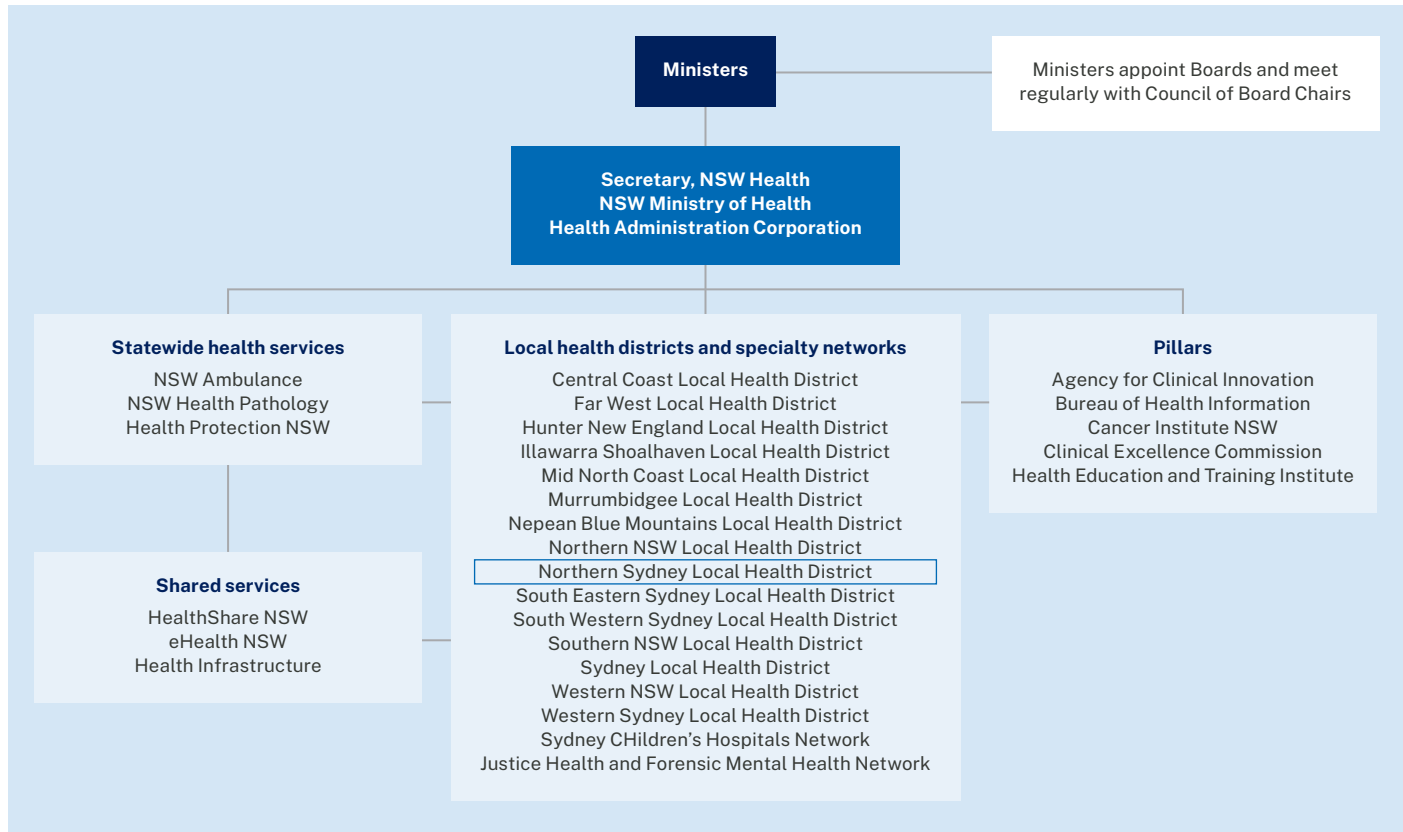 Ministers
Ministers appoint Boards and meet
regularly with Council of Board Chairs
Secretary, NSW Health
NSW Ministry of Health
Health Administration Corporation
Statewide health services
NSW Ambulance
NSW Health Pathology
Health Protection NSW
Shared services
HealthShare NSW
eHealth NSW
Health Infrastructure
Local health districts and specialty networks
Central Coast Local Health District
Far West Local Health District
Hunter New England Local Health District
Illawarra Shoalhaven Local Health District
Mid North Coast Local Health District
Murrumbidgee Local Health District
Nepean Blue Mountains Local Health District
Northern NSW Local Health District
Northern Sydney Local Health District
South Eastern Sydney Local Health District
South Western Sydney Local Health District
Southern NSW Local Health District
Sydney Local Health District
Western NSW Local Health District
Western Sydney Local Health District
Sydney CHildren’s Hospitals Network
Justice Health and Forensic Mental Health Network
Pillars
Agency for Clinical Innovation
Bureau of Health Information
Cancer Institute NSW
Clinical Excellence Commission
Health Education and Training Institute